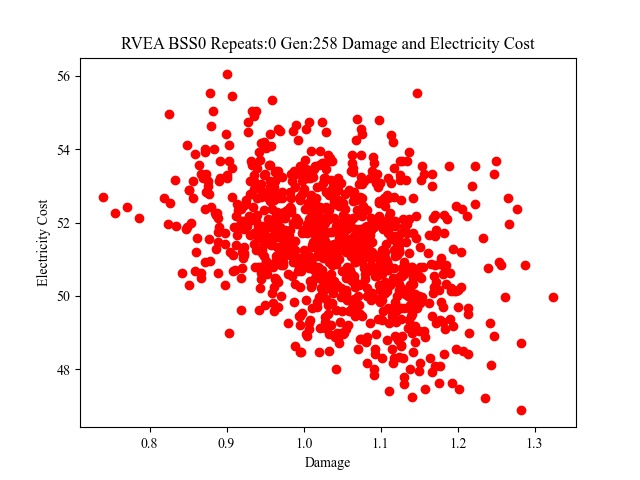 RVEA BSS0 Repeats:0 Gen:258 Damage and Electricity Cost
56
54
52
50
48
Electricity Cost
0.8 0.9 1.0 1.1 1.2 1.3
Damage